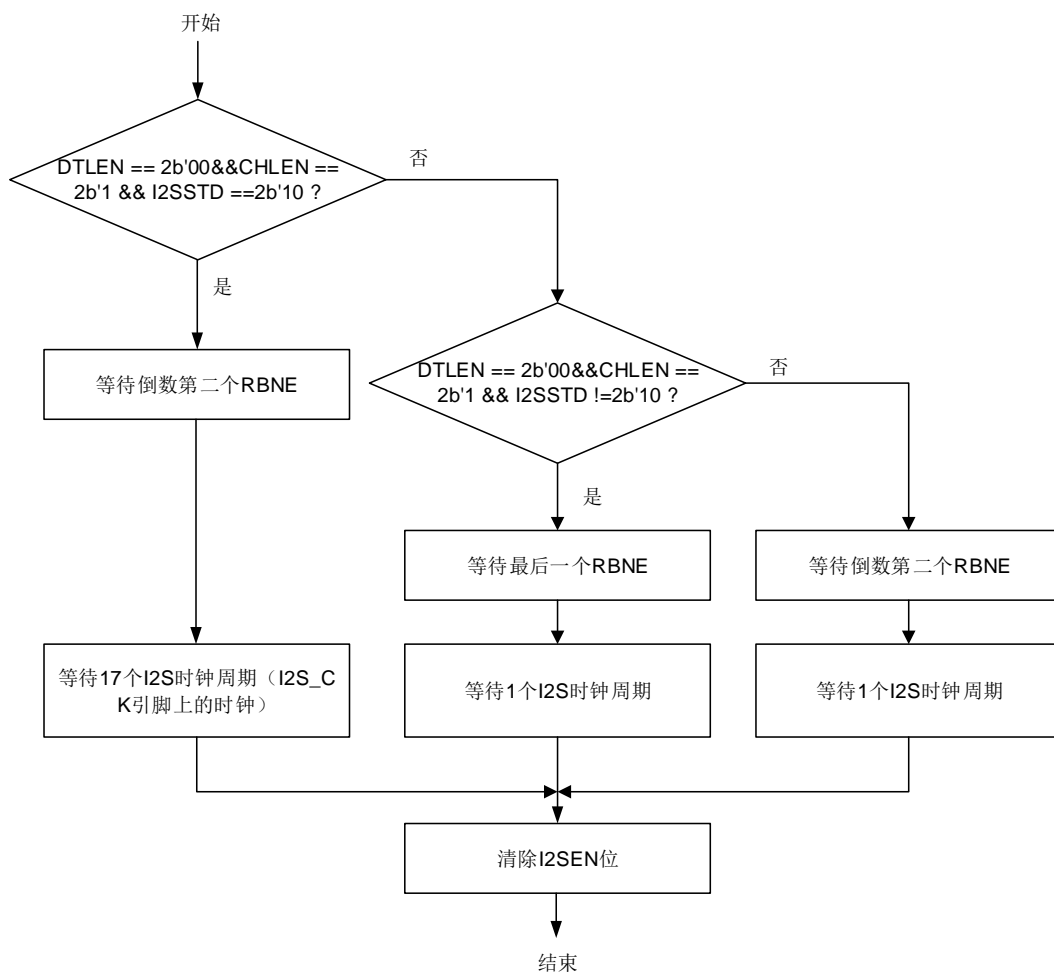 开始
DTLEN == 2b'00&&CHLEN ==
2b'1 && I2SSTD ==2b'10 ?
否
是
等待倒数第二个RBNE
DTLEN == 2b'00&&CHLEN ==
2b'1 && I2SSTD !=2b'10 ?
否
是
等待最后一个RBNE
等待倒数第二个RBNE
等待17个I2S时钟周期（I2S_C
K引脚上的时钟）
等待1个I2S时钟周期
等待1个I2S时钟周期
清除I2SEN位
结束